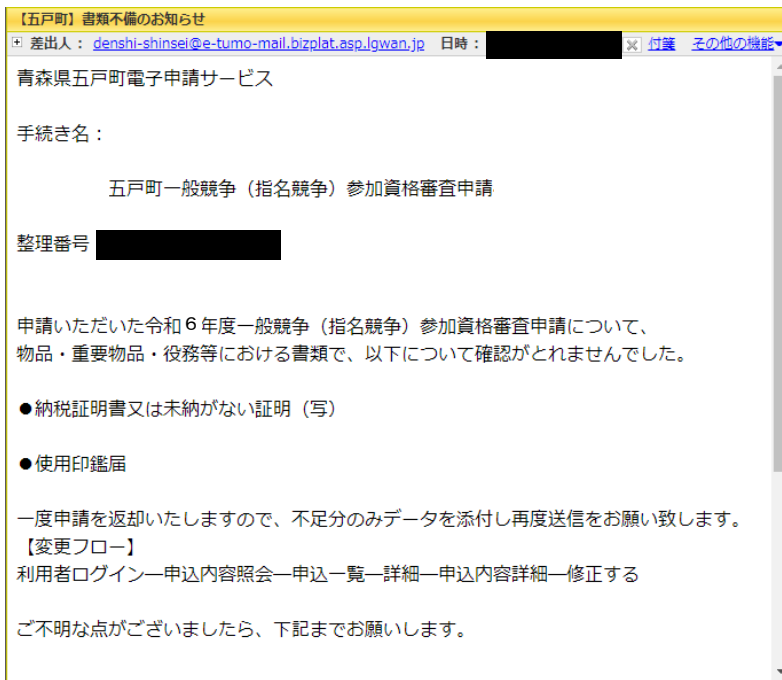 【五戸町】書類不備のお知らせ
差出人： denshi-shinsei@e-tumo-mail.bizplat.asp.lgwan.jp 日時： 付箋 その他の機能
青森県五戸町電子申請サービス
手続き名：
五戸町一般競争（指名競争）参加資格審査申請
整理番号
申請いただいた令和６年度一般競争（指名競争）参加資格審査申請について、
物品・重要物品・役務等における書類で、以下について確認がとれませんでした。
●納税証明書又は未納がない証明（写）
●使用印鑑届
一度申請を返却いたしますので、不足分のみデータを添付し再度送信をお願い致します。
【変更フロー】
利用者ログイン―申込内容照会―申込一覧―詳細―申込内容詳細―修正する
ご不明な点がございましたら、下記までお願いします。